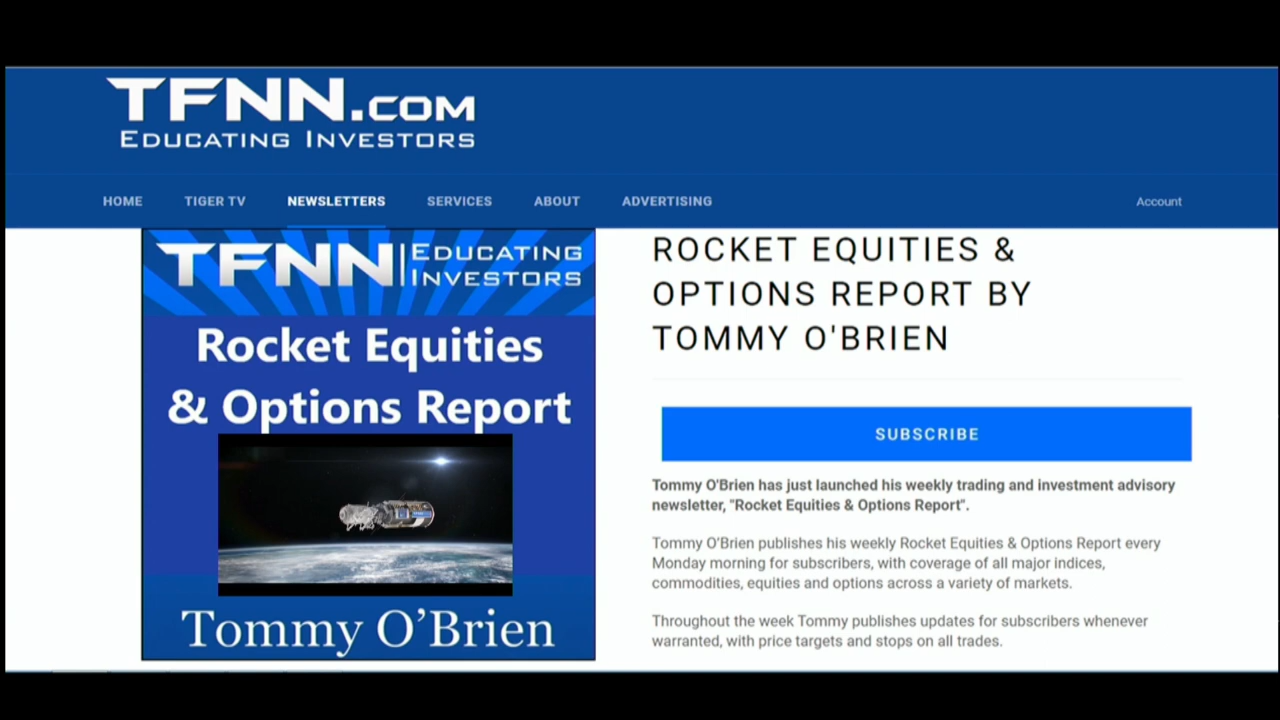 TFNN.COM
EDUCATING INVESTORS
HOME TIGER TV NEWSLETTERS SERVICES ABOUT ADVERTISING Account
TFNN EDUCATING
INVESTORS
Rocket Equities
& Options Report
Tommy O’Brien
ROCKET EQUITIES &
OPTIONS REPORT BY
TOMMY O'BRIEN
SUBSCRIBE
Tommy O'Brien has just launched his weekly trading and investment advisory
newsletter, "Rocket Equities & Options Report".
Tommy O'Brien publishes his weekly Rocket Equities & Options Report every
Monday morning for subscribers, with coverage of all major indices,
commodities, equities and options across a variety of markets.
Throughout the week Tommy publishes updates for subscribers whenever
warranted, with price targets and stops on all trades.